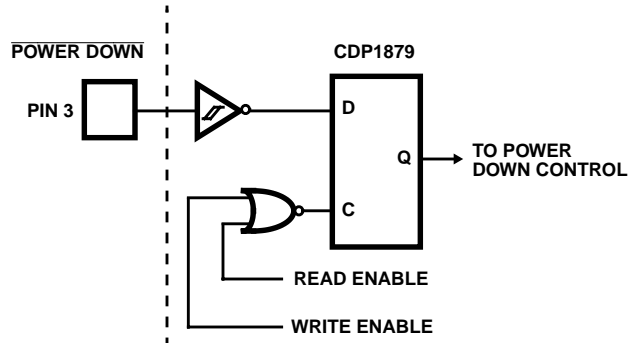 POWER DOWN
CDP1879
PIN 3
D
Q
TO POWER
DOWN CONTROL
C
READ ENABLE
WRITE ENABLE